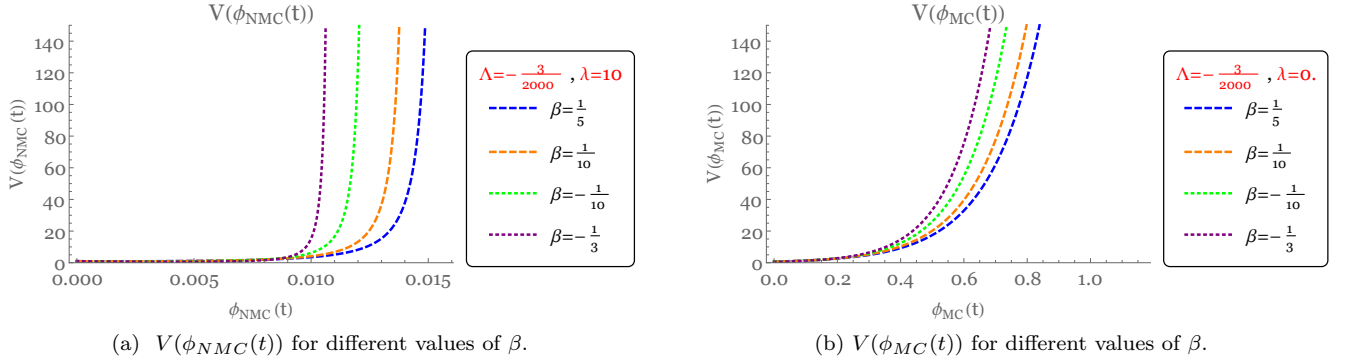 V(ϕNMC(t))
140
120
100
80
60
40
20
0
V(ϕNMC(t))
0.000
0.005
0.010
0.015
ϕNMC(t)
Λ=− 3/2000 , λ=10
β=1/5
β=1/10
β=−1/10
β=−1/3
(a) V(ϕNMC(t)) for different values of β.
V(ϕMC(t))
140
120
100
80
60
40
20
0
V(ϕMC(t))
0.0
0.2
0.4
0.6
0.8
1.0
ϕMC(t)
Λ=− 3/2000 , λ=0.
β=1/5
β=1/10
β=−1/10
β=−1/3
(b) V(ϕMC(t)) for different values of β.